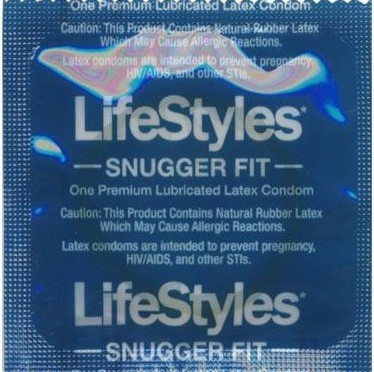 One Premium Lubricated Latex Condom
Caution: This Product Contains Natural Rubber Latex
Which May Cause Allergic Reactions.
Latex condoms are intended to prevent pregnancy,
HIV/AIDS, and other STIs.
LifeStyles®
SNUGGER FIT
One Premium Lubricated Latex Condom
Caution: This Product Contains Natural Rubber Latex
Which May Cause Allergic Reactions.
Latex condoms are intended to prevent pregnancy,
HIV/AIDS, and other STIs.
LifeStyles®
SNUGGER FIT